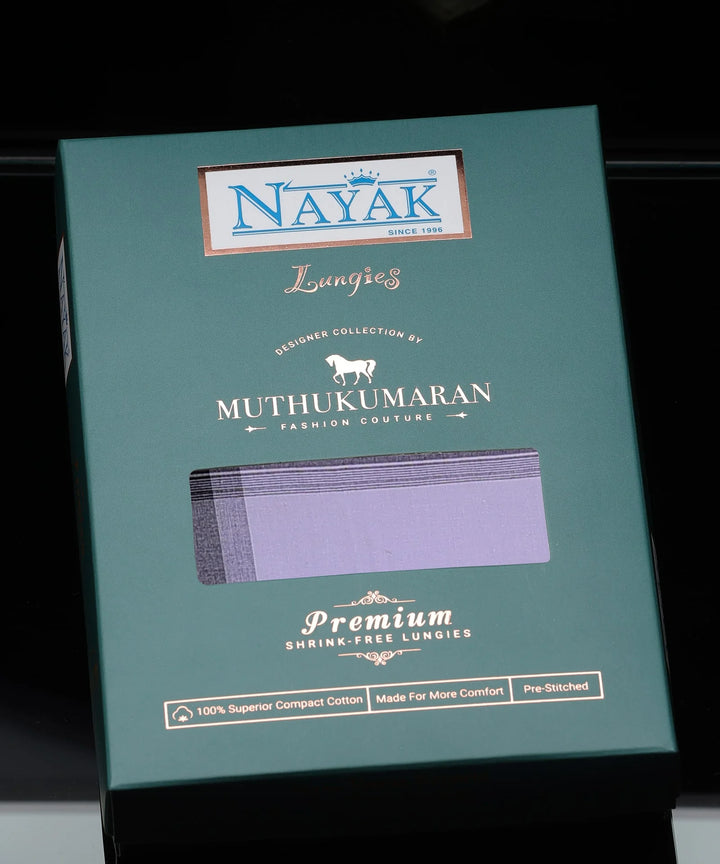 NAYAK®
SINCE 1996
Lungies
DESIGNER COLLECTION BY
MUTHUKUMARAN
FASHION COUTURE
Premium
SHRINK-FREE LUNGIES
100% Superior Compact Cotton
Made For More Comfort
Pre-Stitched
NAYAK